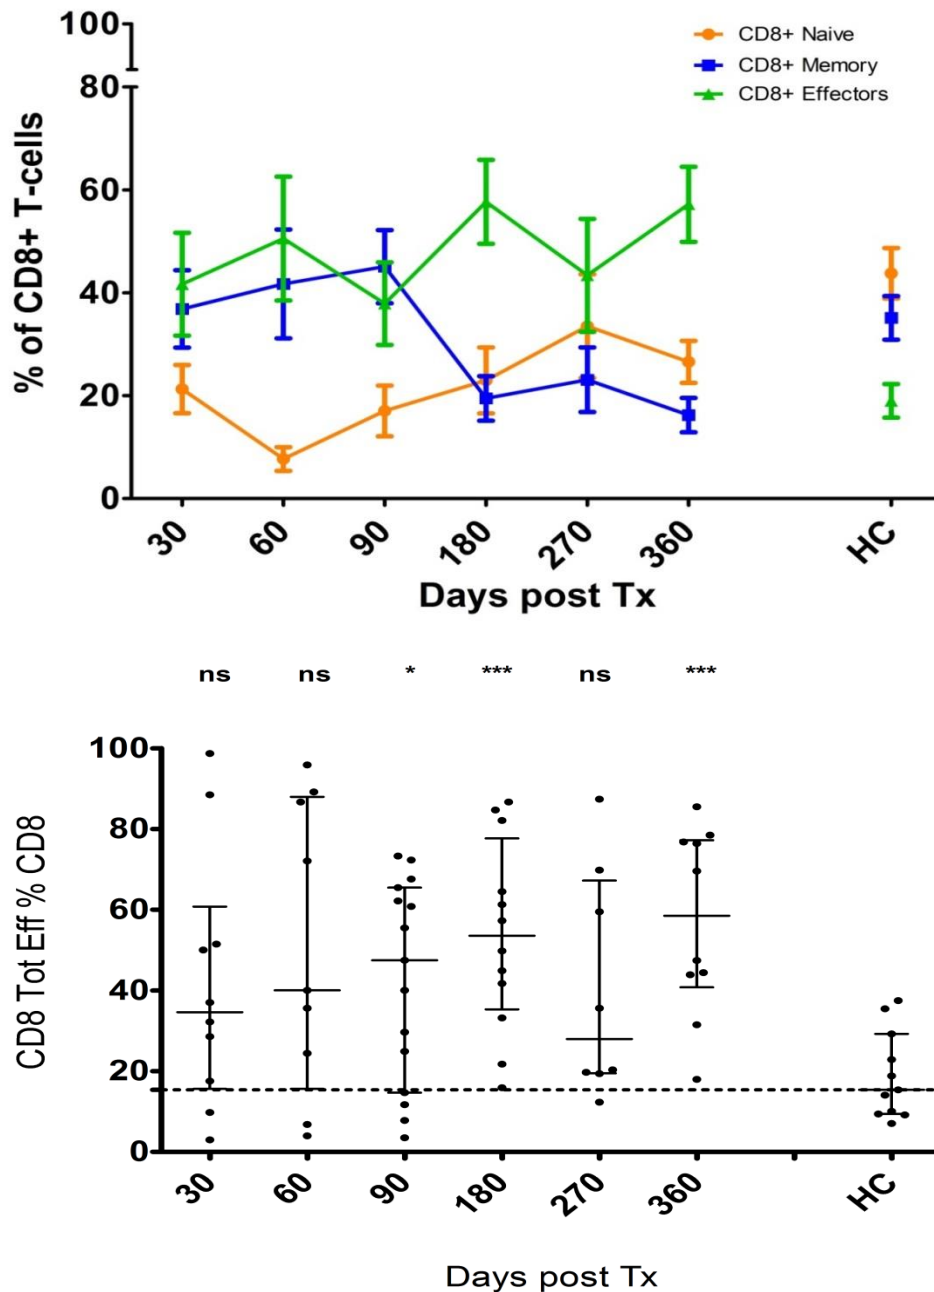 100
80
60
40
20
0
% of CD8+ T-cells
CD8+ Naive
CD8+ Memory
CD8+ Effectors
30 60 90 180 270 360 HC
Days post Tx
ns ns * *** ns ***
100
80
60
40
20
0
CD8 Tot Eff % CD8
30 60 90 180 270 360 HC
Days post Tx